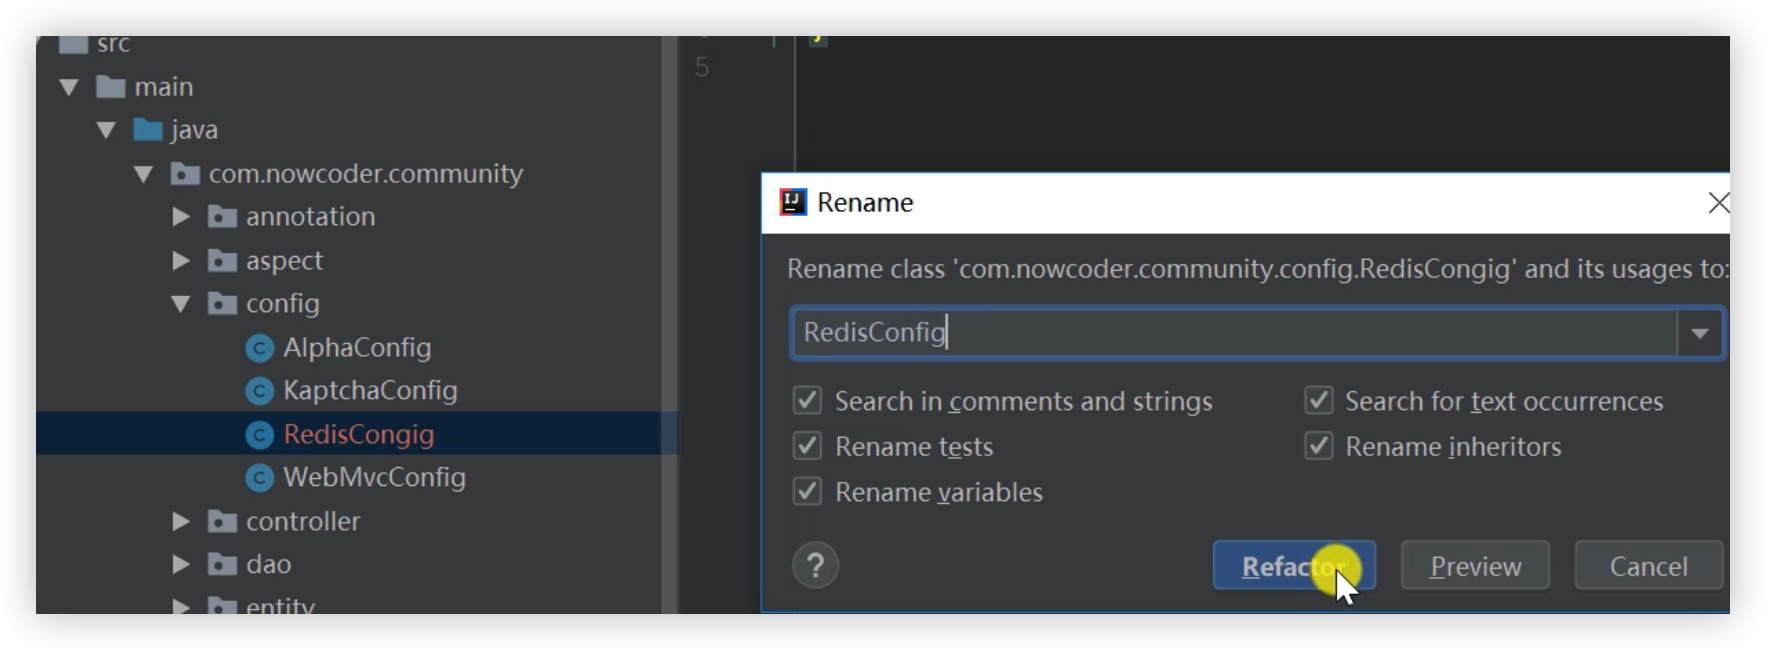 src
main
java
com.nowcoder.community
annotation
aspect
config
AlphaConfig
KaptchaConfig
RedisCongig
WebMvcConfig
controller
dao
entity
5
Rename
Rename class 'com.nowcoder.community.config.RedisCongig' and its usages to:
RedisConfig
Search in comments and strings
Search for text occurrences
Rename tests
Rename inheritors
Rename variables
?
Refactor
Preview
Cancel